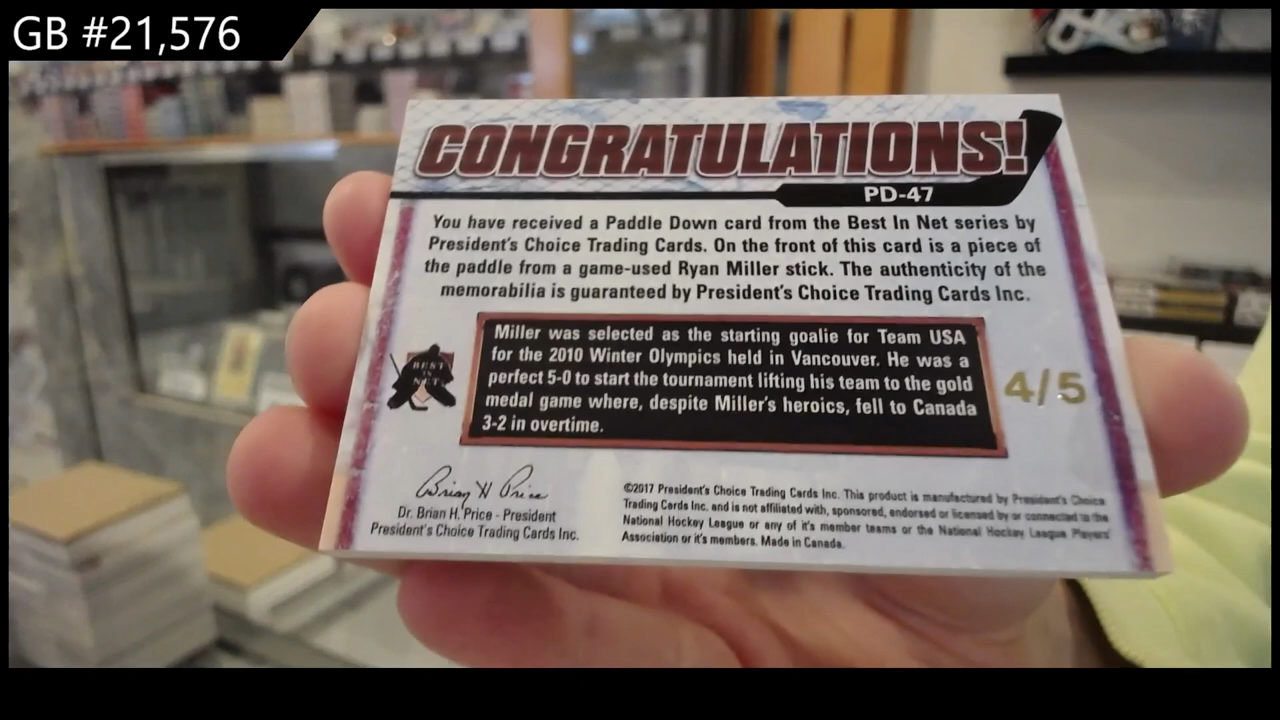 GB #21,576
CONGRATULATIONS!
PD-47
You have received a Paddle Down card from the Best In Net series by
President's Choice Trading Cards. On the front of this card is a piece of
the paddle from a game-used Ryan Miller stick. The authenticity of the
memorabilia is guaranteed by President's Choice Trading Cards Inc.
Miller was selected as the starting goalie for Team USA
for the 2010 Winter Olympics held in Vancouver. He was a
perfect 5-0 to start the tournament lifting his team to the gold
medal game where, despite Miller's heroics, fell to Canada
3-2 in overtime.
BEST
IN
NET
4/5
Brian H Price
Dr. Brian H. Price - President
President's Choice Trading Cards Inc.
©2017 President's Choice Trading Cards Inc. This product is manufactured by President's Choice
Trading Cards Inc. and is not affiliated with, sponsored, endorsed or licensed by or connected to the
National Hockey League or any of it's member teams or the National Hockey League Players'
Association or it's members. Made in Canada.